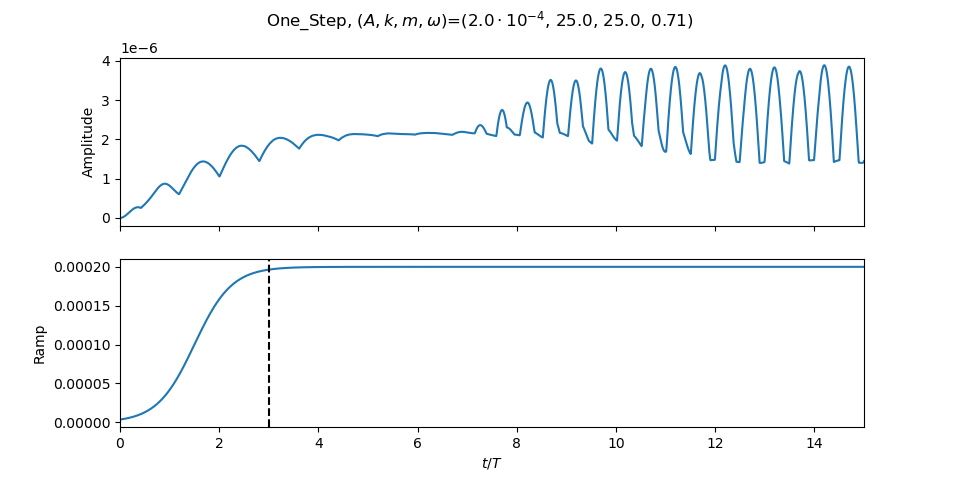 One_Step, (A, k, m, ω)=(2.0 · 10⁻⁴, 25.0, 25.0, 0.71)
1e−6
4
3
2
1
0
Amplitude
0.00020
0.00015
0.00010
0.00005
0.00000
Ramp
0 2 4 6 8 10 12 14
t/T